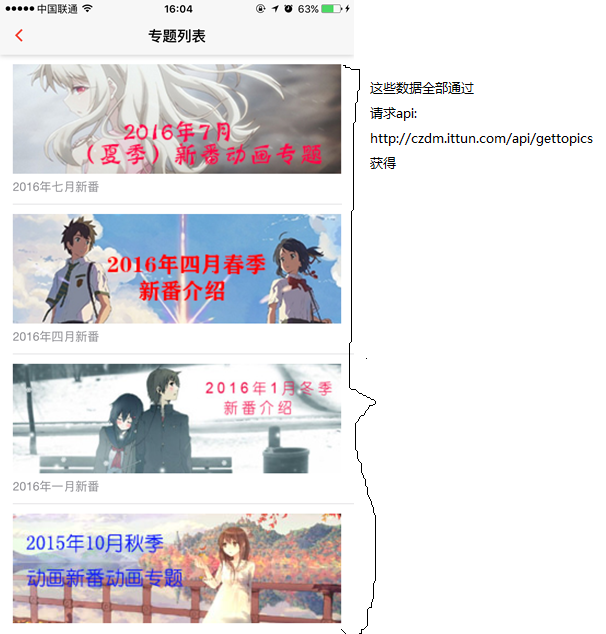 中国联通 16:04 63%
专题列表
2016年7月
（夏季）新番动画专题
2016年七月新番
2016年四月春季
新番介绍
2016年四月新番
2016年1月冬季
新番介绍
2016年一月新番
2015年10月秋季
动画新番动画专题
这些数据全部通过
请求api:
http://czdm.ittun.com/api/gettopics
获得